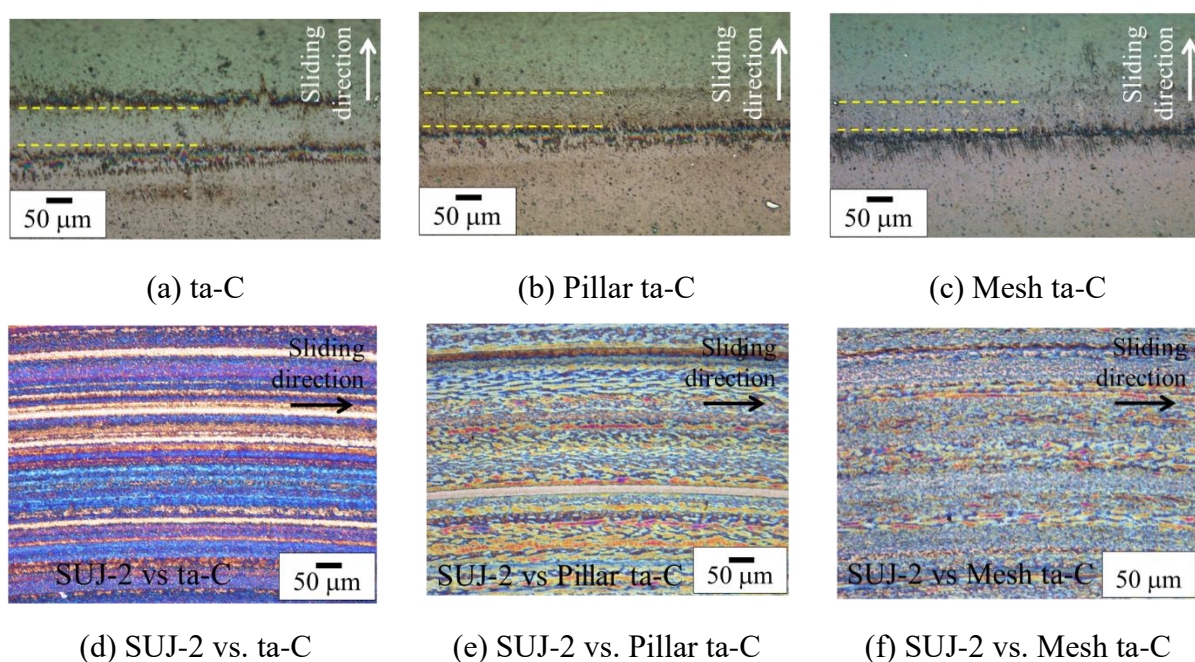 Sliding
direction
50 μm
Sliding
direction
50 μm
Sliding
direction
50 μm
(a) ta-C
(b) Pillar ta-C
(c) Mesh ta-C
Sliding
direction
SUJ-2 vs ta-C
50 μm
Sliding
direction
SUJ-2 vs Pillar ta-C
50 μm
Sliding
direction
SUJ-2 vs Mesh ta-C
50 μm
(d) SUJ-2 vs. ta-C
(e) SUJ-2 vs. Pillar ta-C
(f) SUJ-2 vs. Mesh ta-C